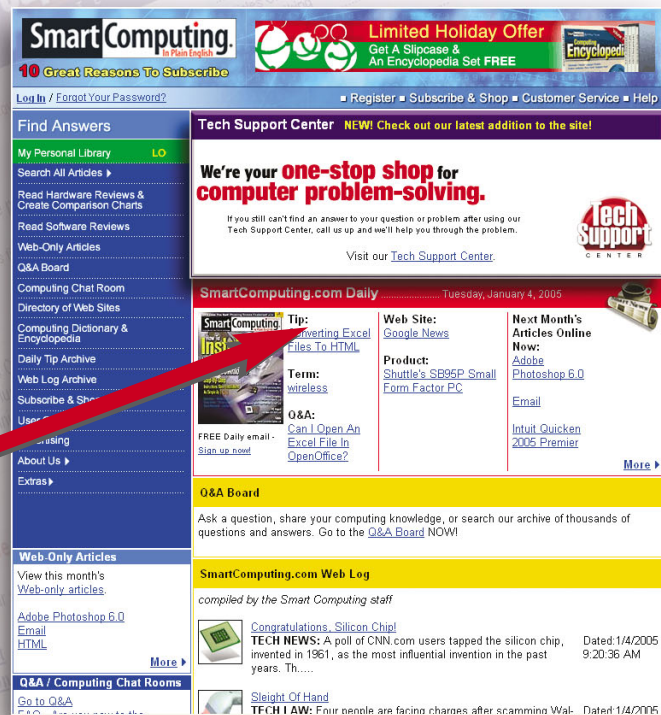 SmartComputing
In Plain English
10 Great Reasons To Subscribe
Limited Holiday Offer
Get A Slipcase &
An Encyclopedia Set FREE
Log In / Forgot Your Password?
Register Subscribe & Shop Customer Service Help
Find Answers
My Personal Library LO
Search All Articles
Read Hardware Reviews &
Create Comparison Charts
Read Software Reviews
Web-Only Articles
Q&A Board
Computing Chat Room
Directory of Web Sites
Computing Dictionary &
Encyclopedia
Daily Tip Archive
Web Log Archive
Subscribe &
About Us
Extras
Web-Only Articles
View this month's
Web-only articles.
Adobe Photoshop 6.0
Email
HTML
More
Q&A / Computing Chat Rooms
Go to Q&A
Tech Support Center NEW! Check out our latest addition to the site!
We're your one-stop shop for
computer problem-solving.
If you still can't find an answer to your question or problem after using our
Tech Support Center, call us up and we'll help you through the problem.
Visit our Tech Support Center.
Tech
Support
CENTER
SmartComputing.com Daily ...................... Tuesday, January 4, 2005
SmartComputing
FREE Daily email -
Sign up now!
Tip:
Converting Excel
Files To HTML
Term:
wireless
Q&A:
Can I Open An
Excel File In
OpenOffice?
Web Site:
Google News
Product:
Shuttle's SB95P Small
Form Factor PC
Next Month's
Articles Online
Now:
Adobe
Photoshop 6.0
Email
Intuit Quicken
2005 Premier
More
Q&A Board
Ask a question, share your computing knowledge, or search our archive of thousands of
questions and answers. Go to the Q&A Board NOW!
SmartComputing.com Web Log
compiled by the Smart Computing staff
Congratulations, Silicon Chip!
TECH NEWS: A poll of CNN.com users tapped the silicon chip, Dated:1/4/2005
invented in 1961, as the most influential invention in the past 9:20:36 AM
years. Th.....
Sleight Of Hand
TECH LAW: Four people are facing charges after scamming Wal- Dated:1/4/2005